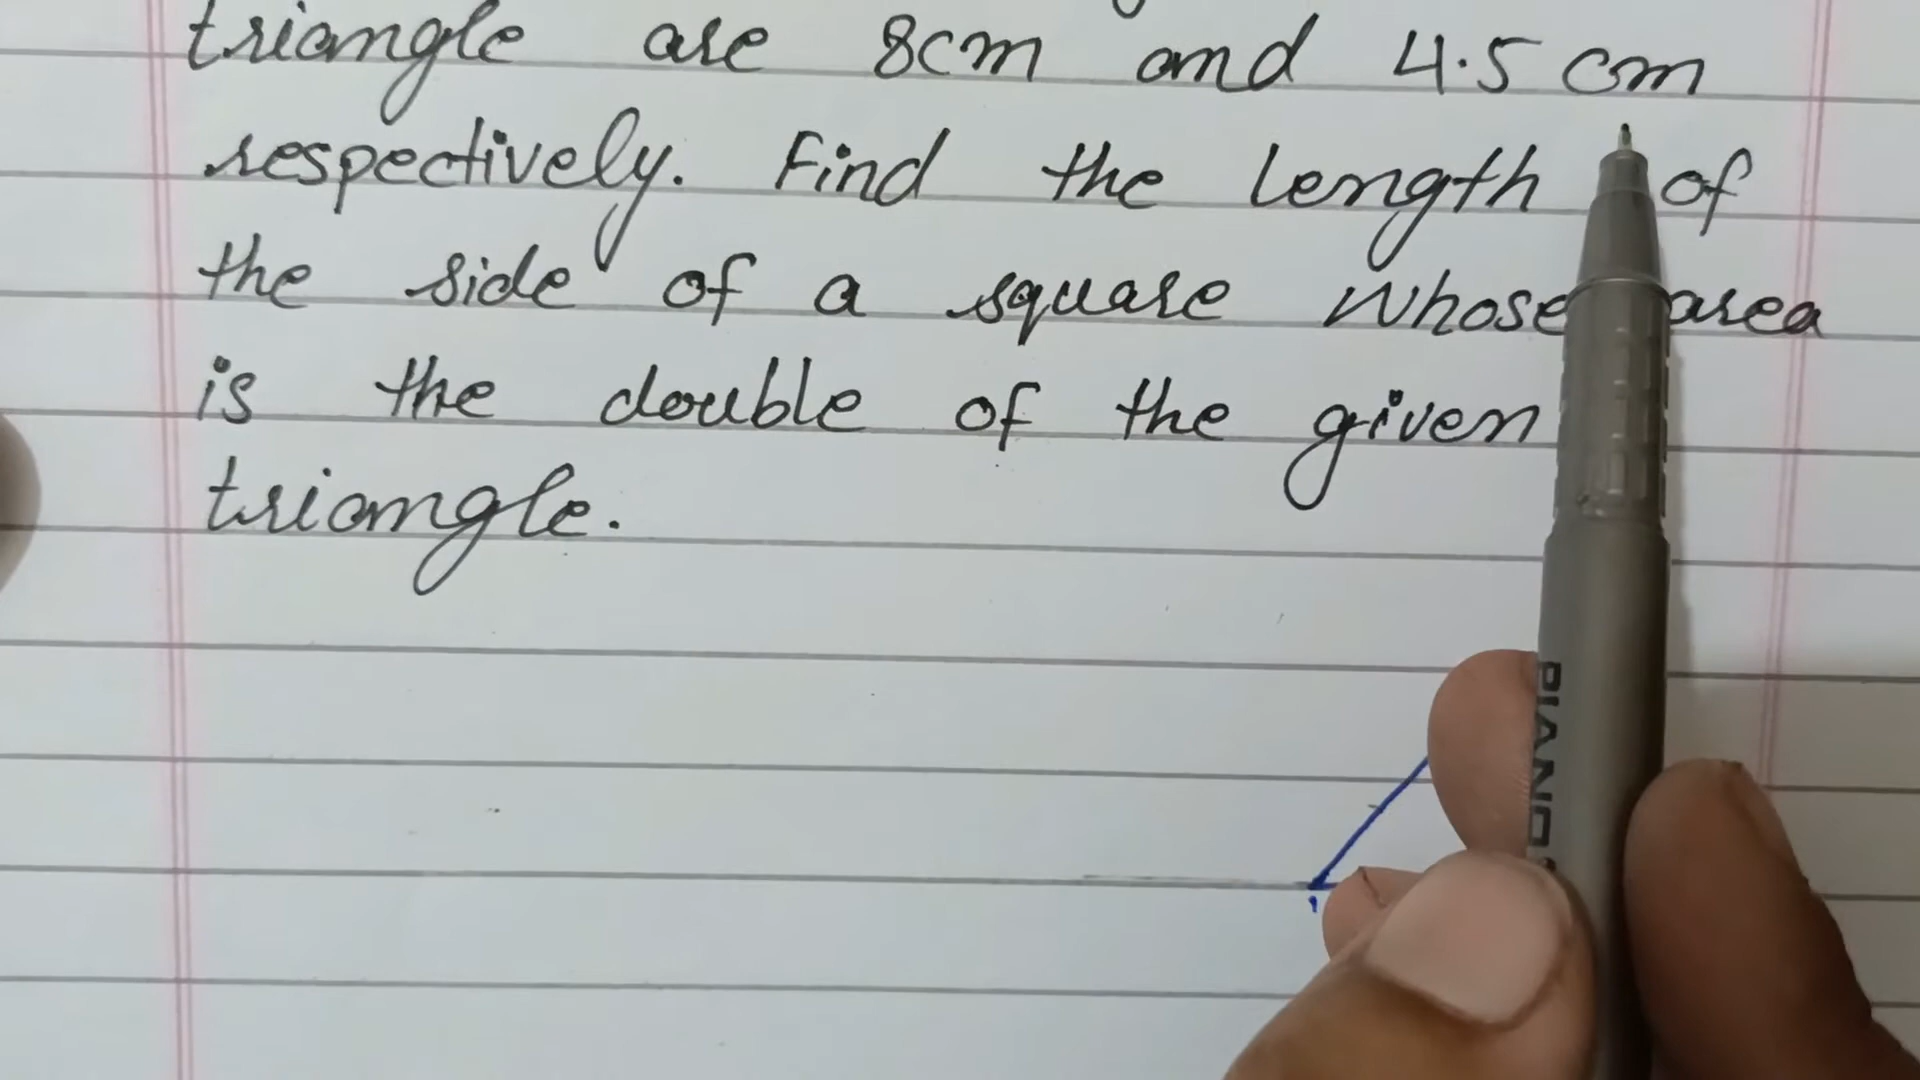 triangle are 8cm and 4.5 cm
respectively. Find the length of
the side of a square whose area
is the double of the given
triangle.
PIANO